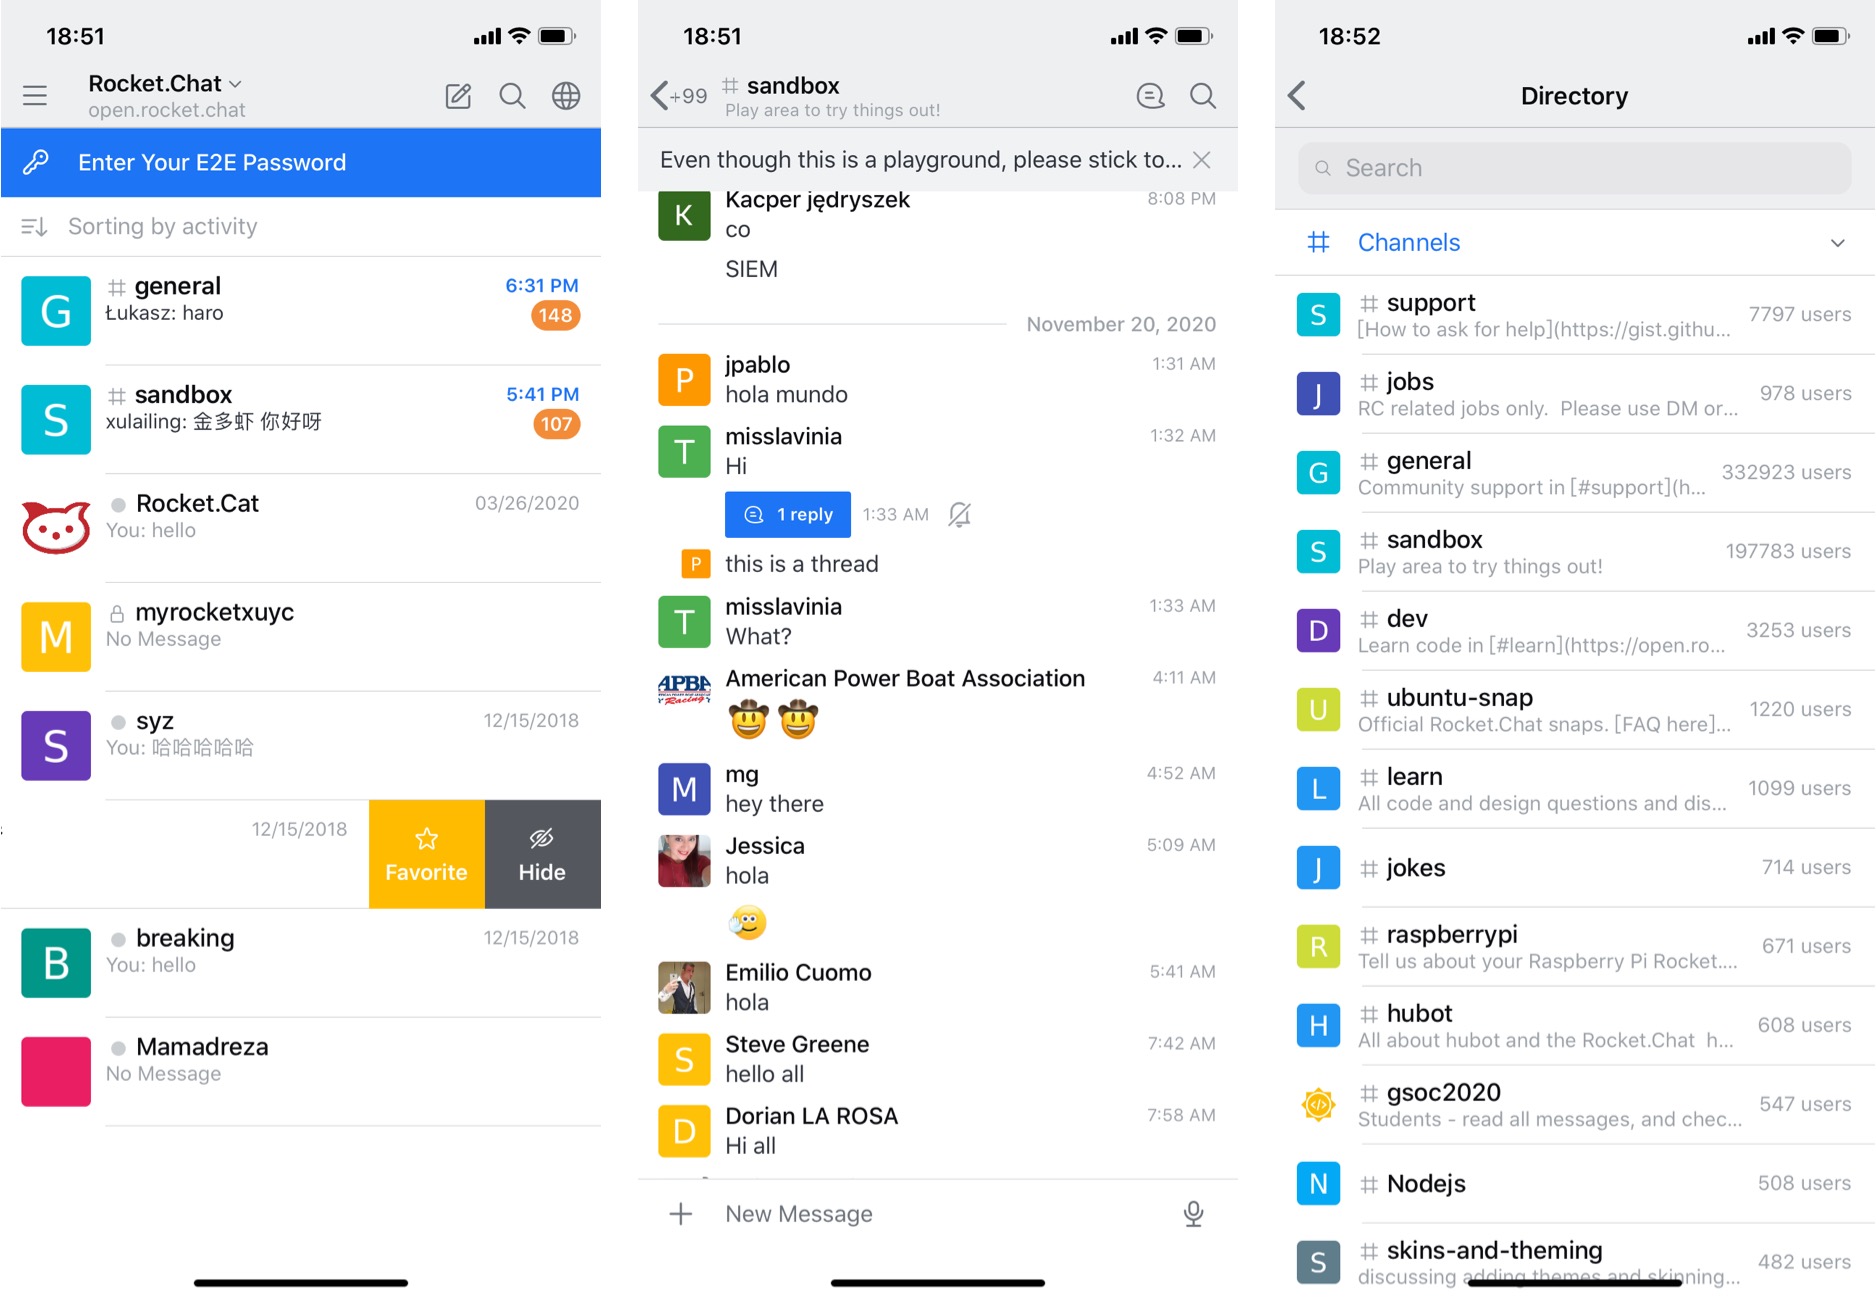 18:51
Rocket.Chat
open.rocket.chat
Enter Your E2E Password
Sorting by activity
G
# general
6:31 PM
Łukasz: haro
148
S
# sandbox
5:41 PM
xulailing: 金多虾 你好呀
107
Rocket.Cat
03/26/2020
You: hello
M
myrocketxuyc
No Message
S
syz
12/15/2018
You: 哈哈哈哈哈
12/15/2018
Favorite
Hide
B
breaking
12/15/2018
You: hello
Mamadreza
No Message
18:51
+99
# sandbox
Play area to try things out!
Even though this is a playground, please stick to...
K
Kacper jędryszek
8:08 PM
co
SIEM
November 20, 2020
P
jpablo
1:31 AM
hola mundo
T
misslavinia
1:32 AM
Hi
1 reply
1:33 AM
P
this is a thread
T
misslavinia
1:33 AM
What?
APBA
Racing
American Power Boat Association
4:11 AM
M
mg
4:52 AM
hey there
Jessica
5:09 AM
hola
Emilio Cuomo
5:41 AM
hola
S
Steve Greene
7:42 AM
hello all
D
Dorian LA ROSA
7:58 AM
Hi all
New Message
18:52
Directory
Search
# Channels
S
# support
7797 users
[How to ask for help](https://gist.githu...
J
# jobs
978 users
RC related jobs only.  Please use DM or...
G
# general
332923 users
Community support in [#support](h...
S
# sandbox
197783 users
Play area to try things out!
D
# dev
3253 users
Learn code in [#learn](https://open.ro...
U
# ubuntu-snap
1220 users
Official Rocket.Chat snaps. [FAQ here]...
L
# learn
1099 users
All code and design questions and dis...
J
# jokes
714 users
R
# raspberrypi
671 users
Tell us about your Raspberry Pi Rocket....
H
# hubot
608 users
All about hubot and the Rocket.Chat  h...
</>
# gsoc2020
547 users
Students - read all messages, and chec...
N
# Nodejs
508 users
S
# skins-and-theming
482 users
discussing adding themes and skinning...